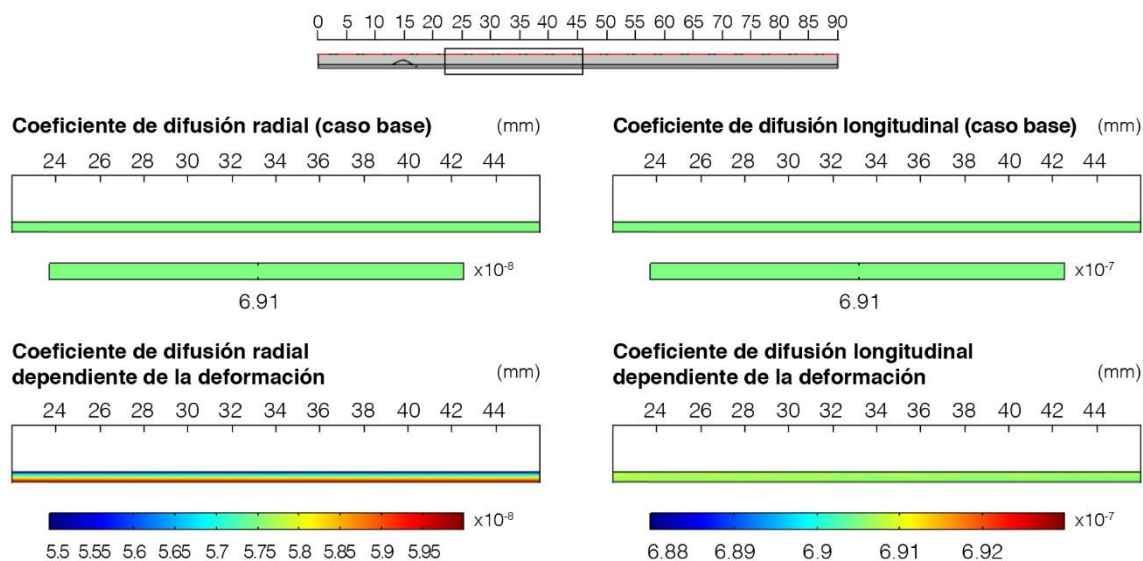 0 5 10 15 20 25 30 35 40 45 50 55 60 65 70 75 80 85 90
Coeficiente de difusión radial (caso base) (mm)
24 26 28 30 32 34 36 38 40 42 44
x10⁻⁸
6.91
Coeficiente de difusión longitudinal (caso base) (mm)
24 26 28 30 32 34 36 38 40 42 44
x10⁻⁷
6.91
Coeficiente de difusión radial
dependiente de la deformación (mm)
24 26 28 30 32 34 36 38 40 42 44
x10⁻⁸
5.5 5.55 5.6 5.65 5.7 5.75 5.8 5.85 5.9 5.95
Coeficiente de difusión longitudinal
dependiente de la deformación (mm)
24 26 28 30 32 34 36 38 40 42 44
x10⁻⁷
6.88 6.89 6.9 6.91 6.92